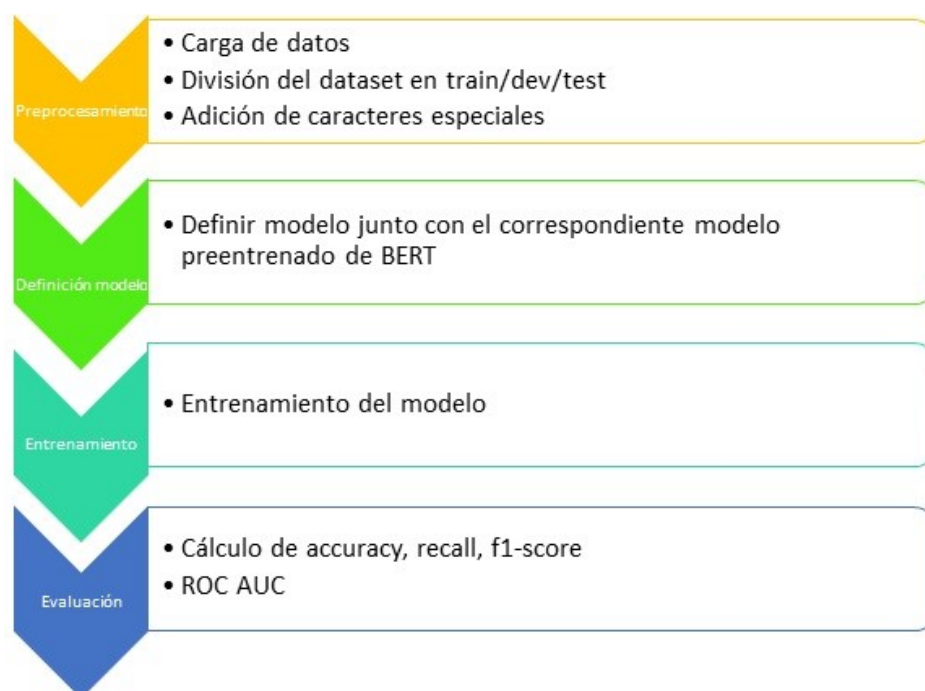 Preprocesamiento
• Carga de datos
• División del dataset en train/dev/test
• Adición de caracteres especiales
Definición modelo
• Definir modelo junto con el correspondiente modelo
preentrenado de BERT
Entrenamiento
• Entrenamiento del modelo
Evaluación
• Cálculo de accuracy, recall, f1-score
• ROC AUC